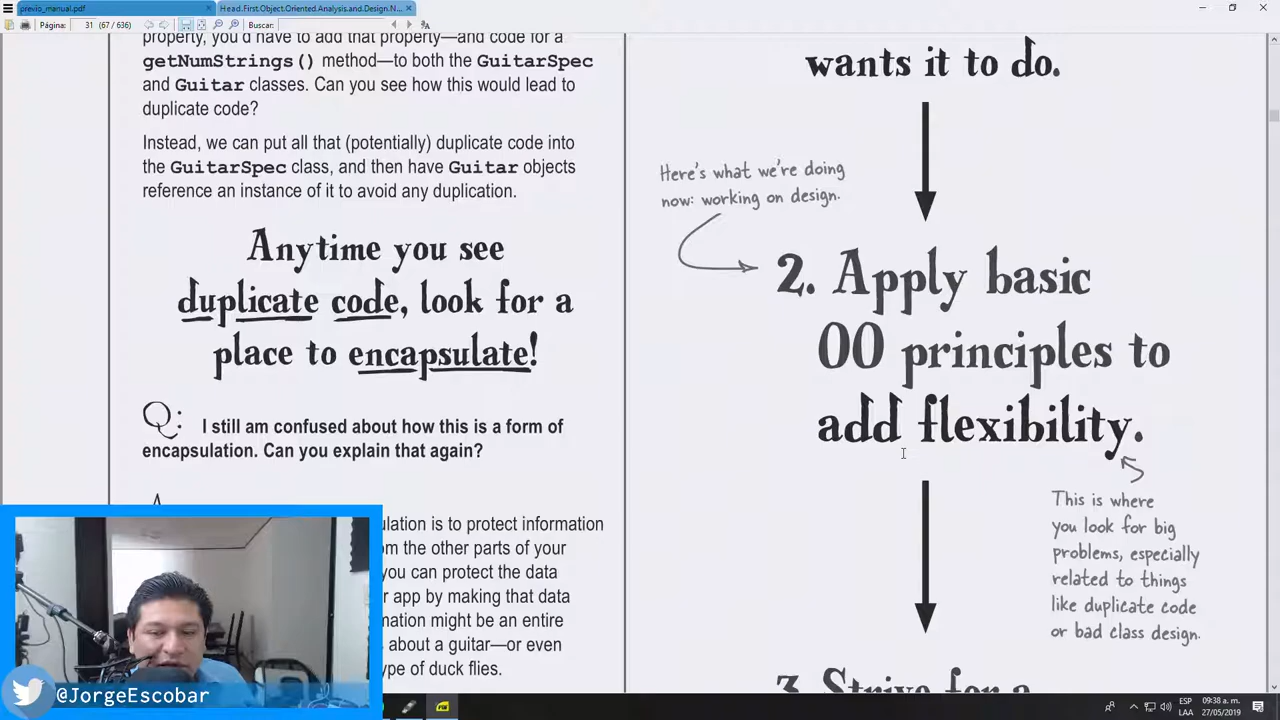 previo_manual.pdf
Head.First.Object.Oriented.Analysis.and.Design.N...
Página: 31 (67 / 636)
Buscar:
property, you'd have to add that property—and code for a
getNumStrings() method—to both the GuitarSpec
and Guitar classes. Can you see how this would lead to
duplicate code?
Instead, we can put all that (potentially) duplicate code into
the GuitarSpec class, and then have Guitar objects
reference an instance of it to avoid any duplication.
Anytime you see
duplicate code, look for a
place to encapsulate!
Q: I still am confused about how this is a form of
encapsulation. Can you explain that again?
ulation is to protect information
om the other parts of your
you can protect the data
r app by making that data
mation might be an entire
s about a guitar—or even
ype of duck flies.
wants it to do.
Here's what we're doing
now: working on design.
2. Apply basic
OO principles to
add flexibility.
This is where
you look for big
problems, especially
related to things
like duplicate code
or bad class design.
3. Strive for a
@JorgeEscobar
ESP
LAA
09:38 a. m.
27/05/2019